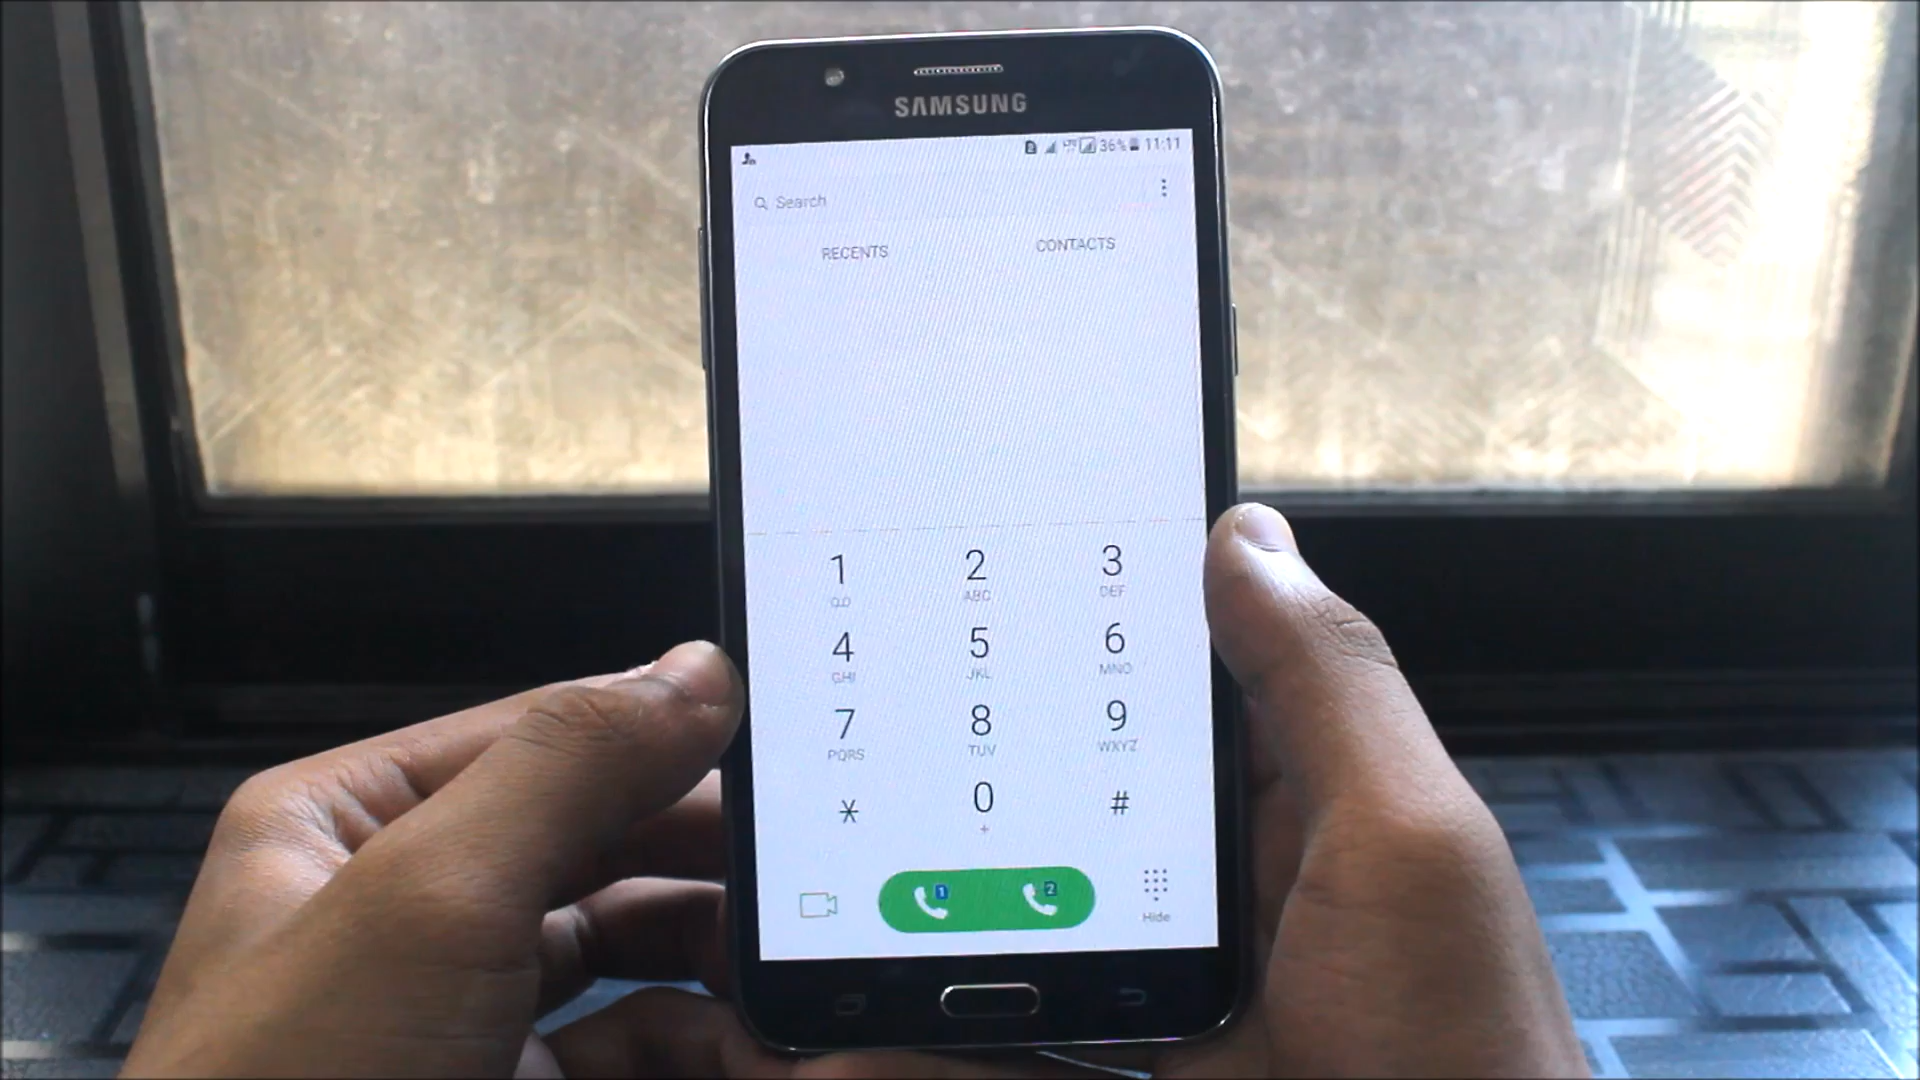 SAMSUNG
36% 11:11
Search
RECENTS CONTACTS
1 2 3
ABC DEF
4 5 6
GHI JKL MNO
7 8 9
PQRS TUV WXYZ
* 0 #
+
1 2
Hide